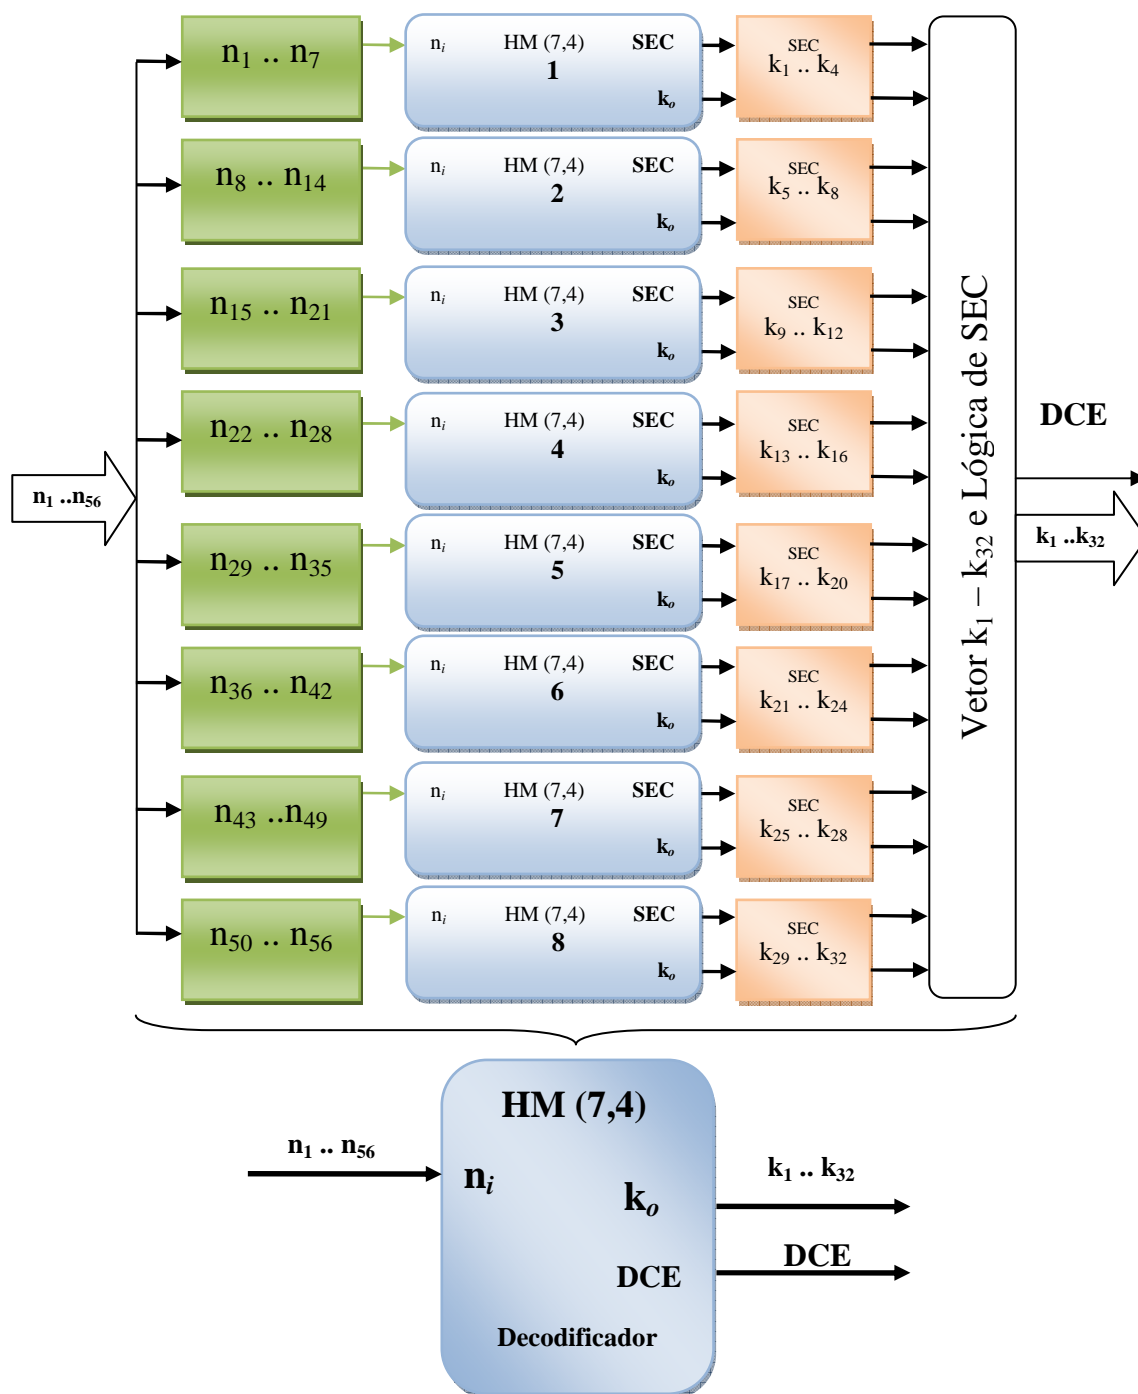 n₁ .. n₇
nᵢ HM (7,4) SEC
1
kₒ
SEC
k₁ .. k₄
n₈ .. n₁₄
nᵢ HM (7,4) SEC
2
kₒ
SEC
k₅ .. k₈
n₁₅ .. n₂₁
nᵢ HM (7,4) SEC
3
kₒ
SEC
k₉ .. k₁₂
n₂₂ .. n₂₈
nᵢ HM (7,4) SEC
4
kₒ
SEC
k₁₃ .. k₁₆
n₁ ..n₅₆
n₂₉ .. n₃₅
nᵢ HM (7,4) SEC
5
kₒ
SEC
k₁₇ .. k₂₀
n₃₆ .. n₄₂
nᵢ HM (7,4) SEC
6
kₒ
SEC
k₂₁ .. k₂₄
n₄₃ ..n₄₉
nᵢ HM (7,4) SEC
7
kₒ
SEC
k₂₅ .. k₂₈
n₅₀ .. n₅₆
nᵢ HM (7,4) SEC
8
kₒ
SEC
k₂₉ .. k₃₂
Vetor k₁ – k₃₂ e Lógica de SEC
DCE
k₁ ..k₃₂
HM (7,4)
n₁ .. n₅₆
nᵢ
k₁ .. k₃₂
kₒ
DCE
DCE
Decodificador